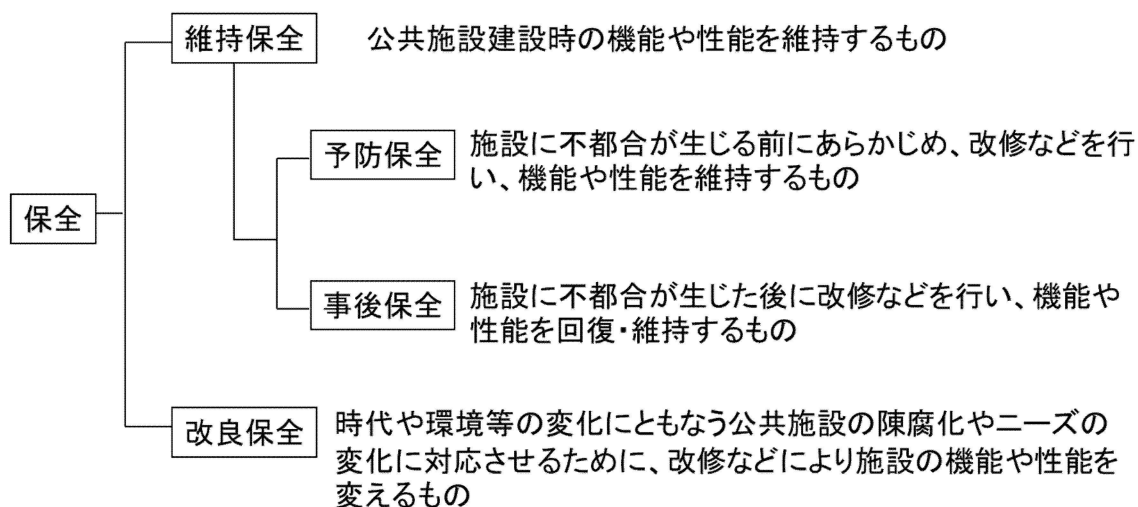 維持保全
公共施設建設時の機能や性能を維持するもの
予防保全
施設に不都合が生じる前にあらかじめ、改修などを行
い、機能や性能を維持するもの
保全
事後保全
施設に不都合が生じた後に改修などを行い、機能や
性能を回復・維持するもの
改良保全
時代や環境等の変化にともなう公共施設の陳腐化やニーズの
変化に対応させるために、改修などにより施設の機能や性能を
変えるもの